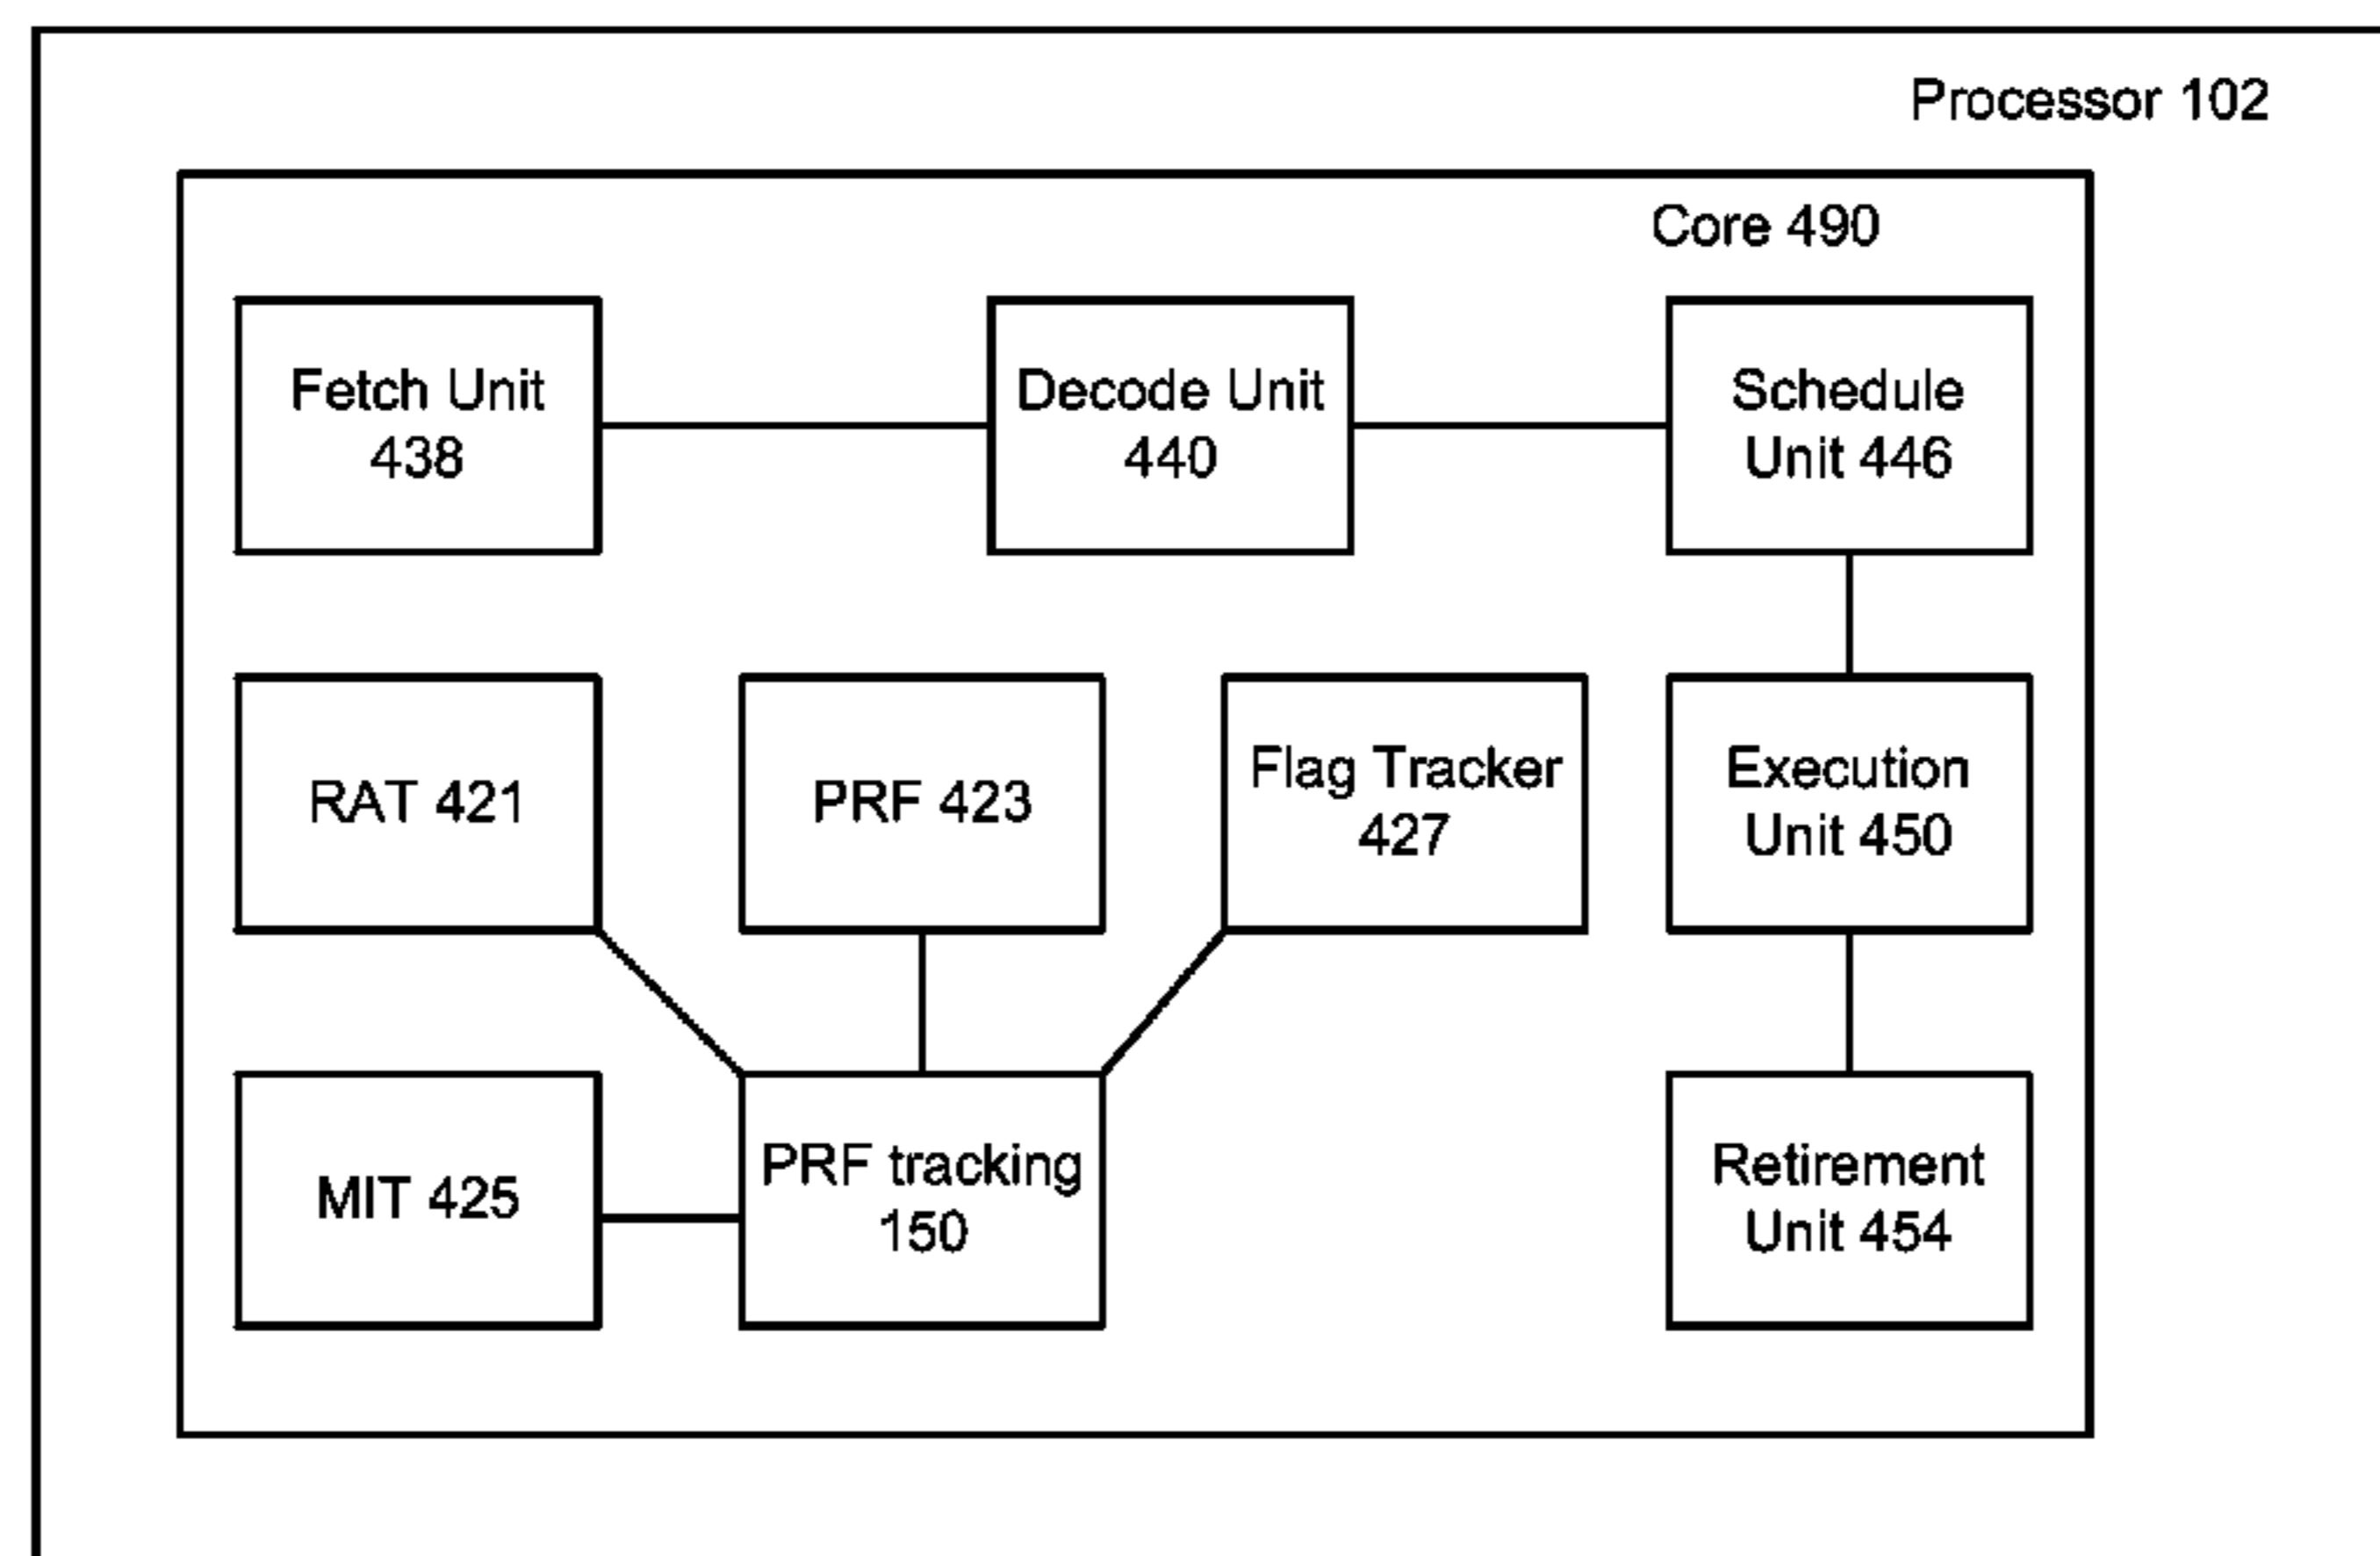 Processor 102
Core 490
Fetch Unit
438
Decode Unit
440
Schedule
Unit 446
RAT 421
PRF 423
Flag Tracker
427
Execution
Unit 450
MIT 425
PRF tracking
150
Retirement
Unit 454